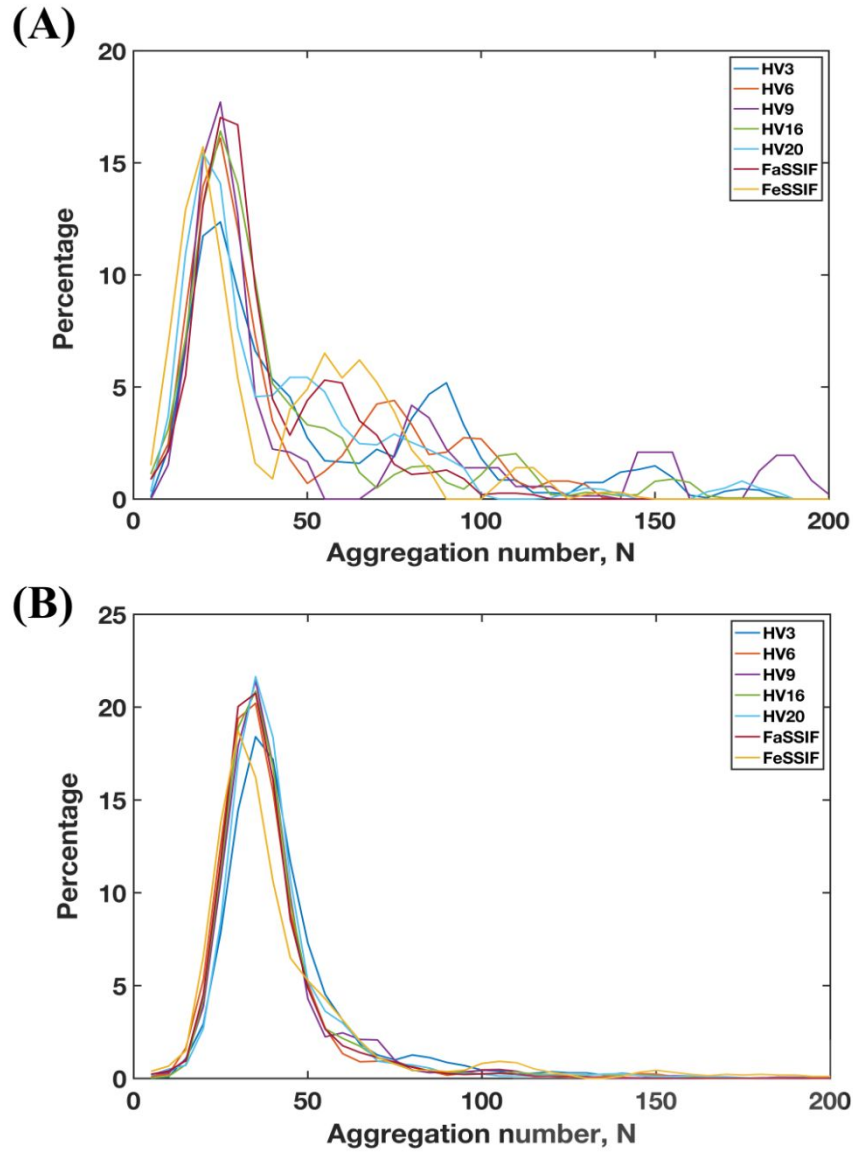 (A)
20
15
10
5
0
Percentage
0
50
100
150
200
Aggregation number, N
HV3
HV6
HV9
HV16
HV20
FaSSIF
FeSSIF
(B)
25
20
15
10
5
0
Percentage
0
50
100
150
200
Aggregation number, N
HV3
HV6
HV9
HV16
HV20
FaSSIF
FeSSIF